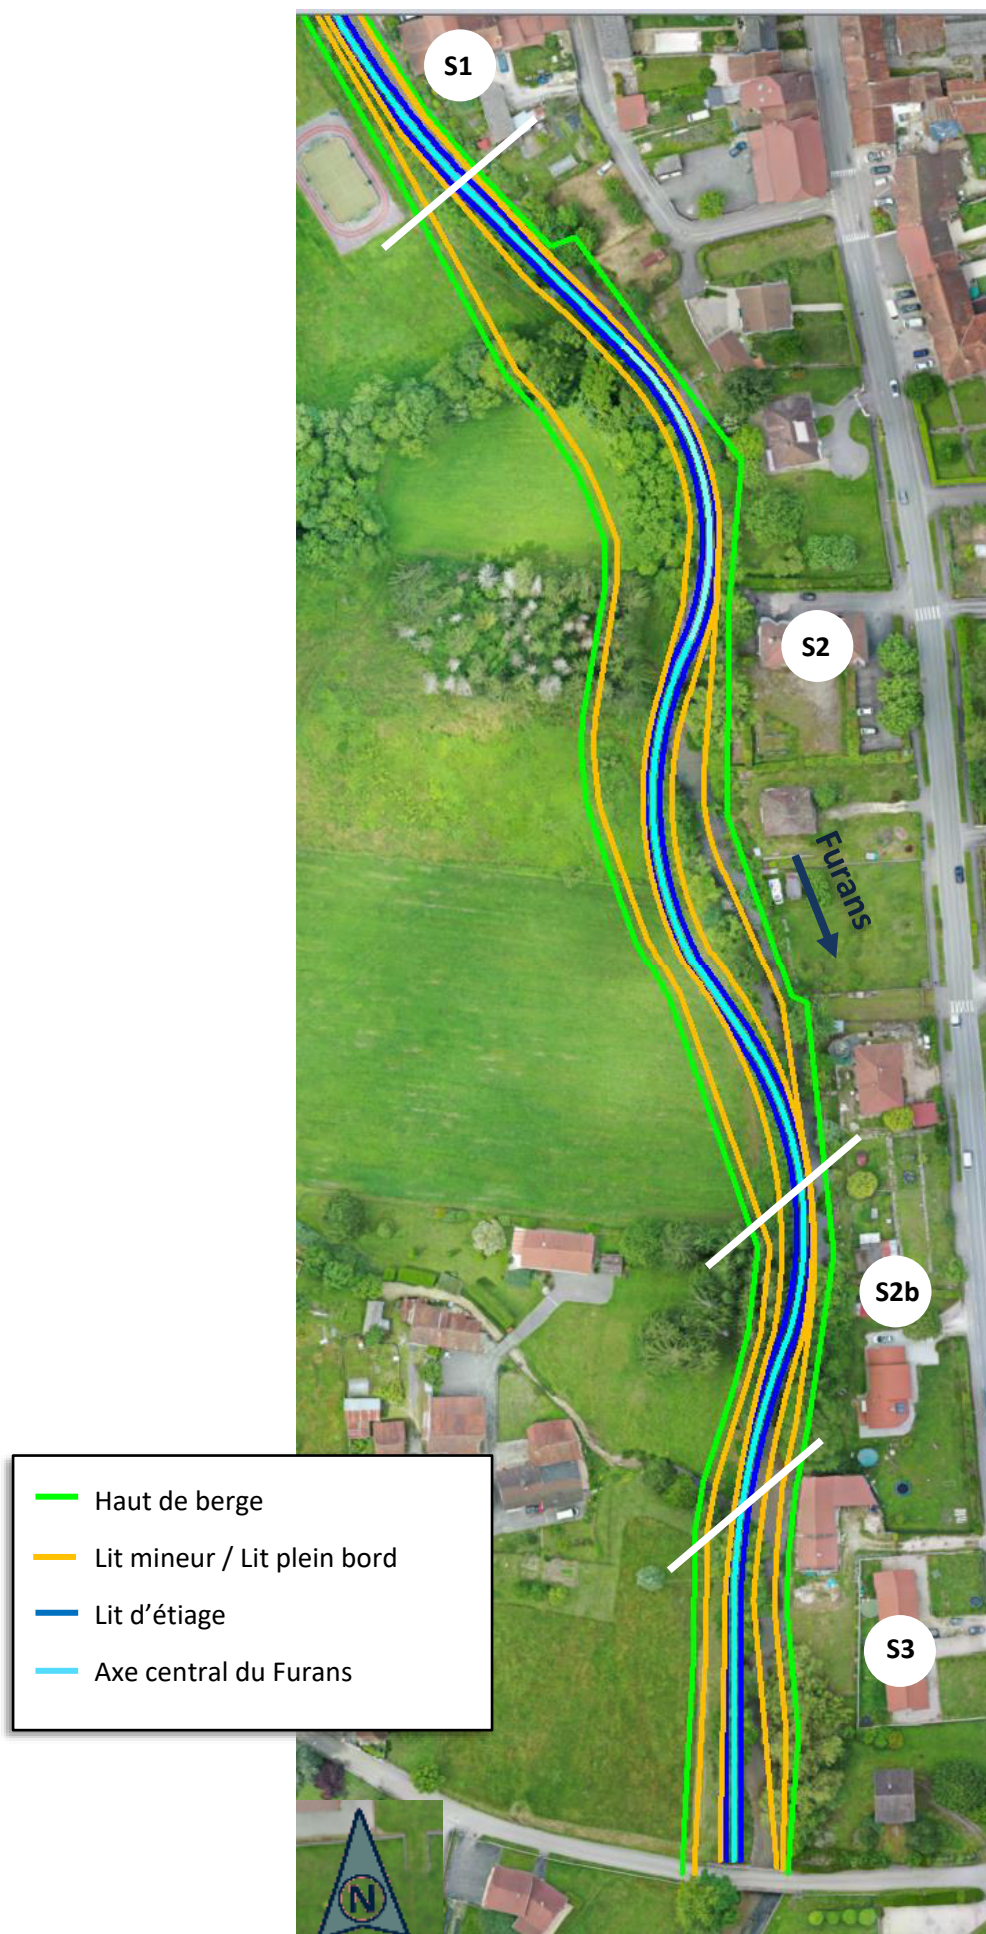 S1
S2
Furans
S2b
Haut de berge
Lit mineur / Lit plein bord
Lit d'étiage
Axe central du Furans
S3
N